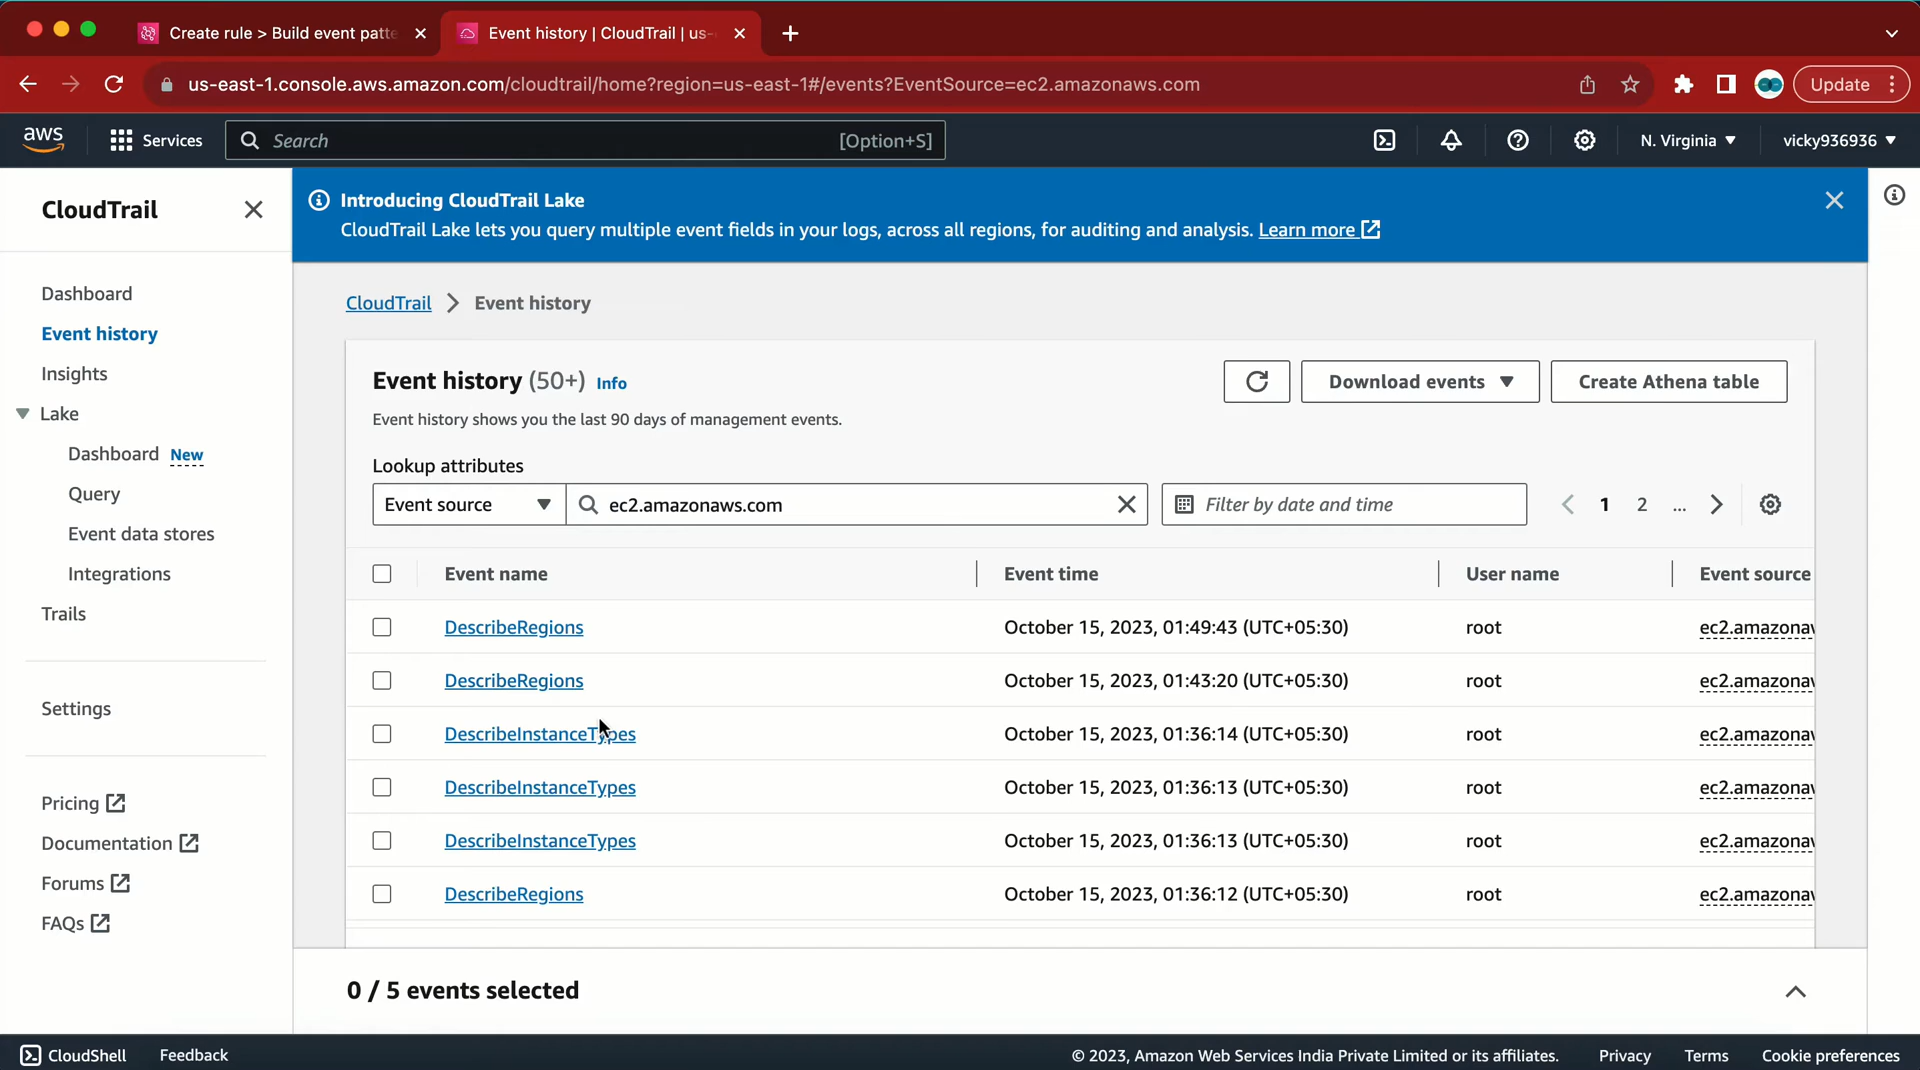 Create rule > Build event patte
Event history | CloudTrail | us-
us-east-1.console.aws.amazon.com/cloudtrail/home?region=us-east-1#/events?EventSource=ec2.amazonaws.com
Update
aws
Services
Search
[Option+S]
N. Virginia
vicky936936
CloudTrail
Introducing CloudTrail Lake
CloudTrail Lake lets you query multiple event fields in your logs, across all regions, for auditing and analysis. Learn more
Dashboard
Event history
Insights
Lake
Dashboard New
Query
Event data stores
Integrations
Trails
Settings
Pricing
Documentation
Forums
FAQs
CloudTrail > Event history
Event history (50+) Info
Event history shows you the last 90 days of management events.
Download events
Create Athena table
Lookup attributes
Event source
ec2.amazonaws.com
Filter by date and time
1 2 ...
Event name Event time User name Event source
DescribeRegions October 15, 2023, 01:49:43 (UTC+05:30) root ec2.amazonaw
DescribeRegions October 15, 2023, 01:43:20 (UTC+05:30) root ec2.amazonaw
DescribeInstanceTypes October 15, 2023, 01:36:14 (UTC+05:30) root ec2.amazonaw
DescribeInstanceTypes October 15, 2023, 01:36:13 (UTC+05:30) root ec2.amazonaw
DescribeInstanceTypes October 15, 2023, 01:36:13 (UTC+05:30) root ec2.amazonaw
DescribeRegions October 15, 2023, 01:36:12 (UTC+05:30) root ec2.amazonaw
0 / 5 events selected
CloudShell
Feedback
© 2023, Amazon Web Services India Private Limited or its affiliates.
Privacy
Terms
Cookie preferences